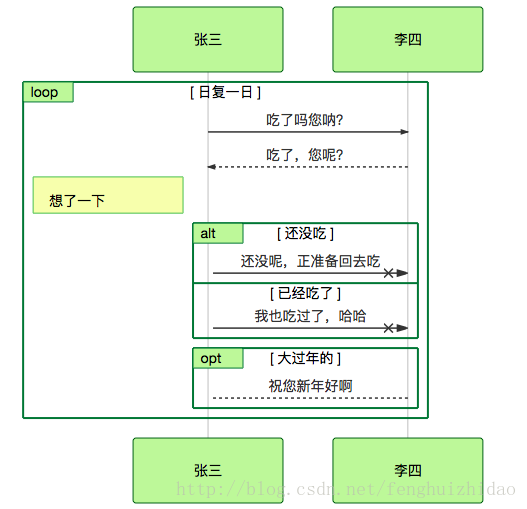 张三 李四
loop [ 日复一日 ]
吃了吗您呐?
吃了，您呢?
想了一下
alt [ 还没吃 ]
还没呢，正准备回去吃
[ 已经吃了 ]
我也吃过了，哈哈
opt [ 大过年的 ]
祝您新年好啊
张三 李四
http://blog.csdn.net/fenghuizhidao